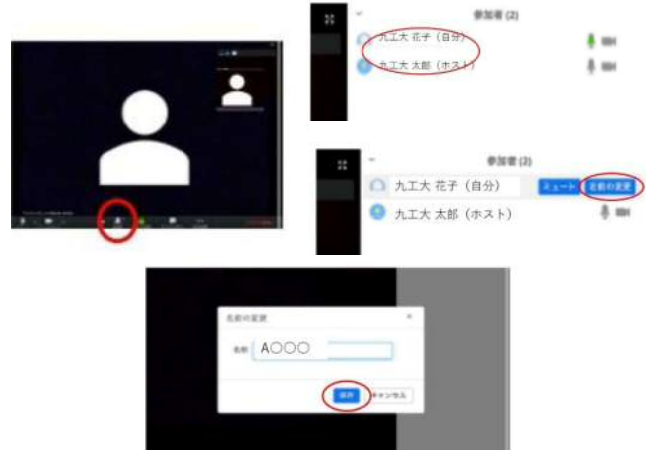 参加者 (2)
九工大 花子（自分）
九工大 太郎（ホスト）
参加者 (2)
九工大 花子（自分）
ミュート
名前の変更
九工大 太郎（ホスト）
名前の変更
×
名前
A○○○
保存
キャンセル